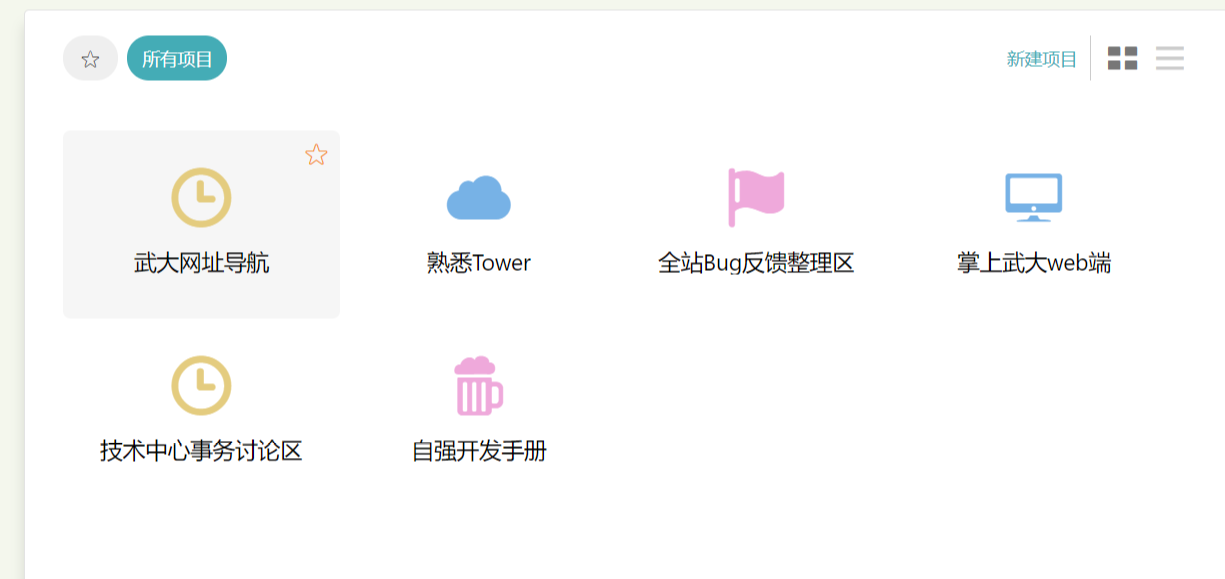 所有项目
新建项目
武大网址导航
熟悉Tower
全站Bug反馈整理区
掌上武大web端
技术中心事务讨论区
自强开发手册